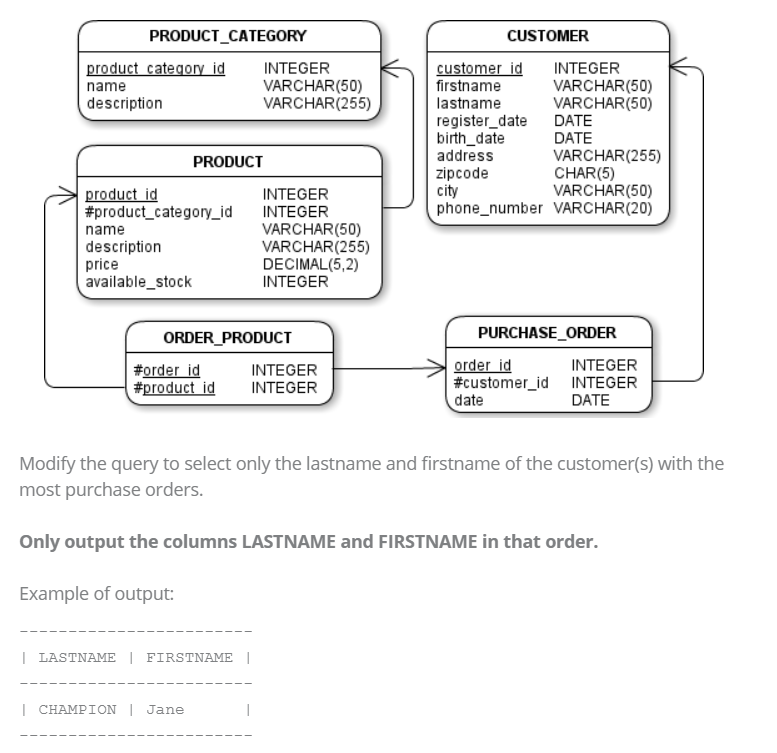 PRODUCT_CATEGORY
product_category_id INTEGER
name VARCHAR(50)
description VARCHAR(255)
CUSTOMER
customer_id INTEGER
firstname VARCHAR(50)
lastname VARCHAR(50)
register_date DATE
birth_date DATE
address VARCHAR(255)
zipcode CHAR(5)
city VARCHAR(50)
phone_number VARCHAR(20)
PRODUCT
product_id INTEGER
#product_category_id INTEGER
name VARCHAR(50)
description VARCHAR(255)
price DECIMAL(5,2)
available_stock INTEGER
ORDER_PRODUCT
#order_id INTEGER
#product_id INTEGER
PURCHASE_ORDER
order_id INTEGER
#customer_id INTEGER
date DATE
Modify the query to select only the lastname and firstname of the customer(s) with the
most purchase orders.
Only output the columns LASTNAME and FIRSTNAME in that order.
Example of output:
------------------------
| LASTNAME | FIRSTNAME |
------------------------
| CHAMPION | Jane      |
------------------------